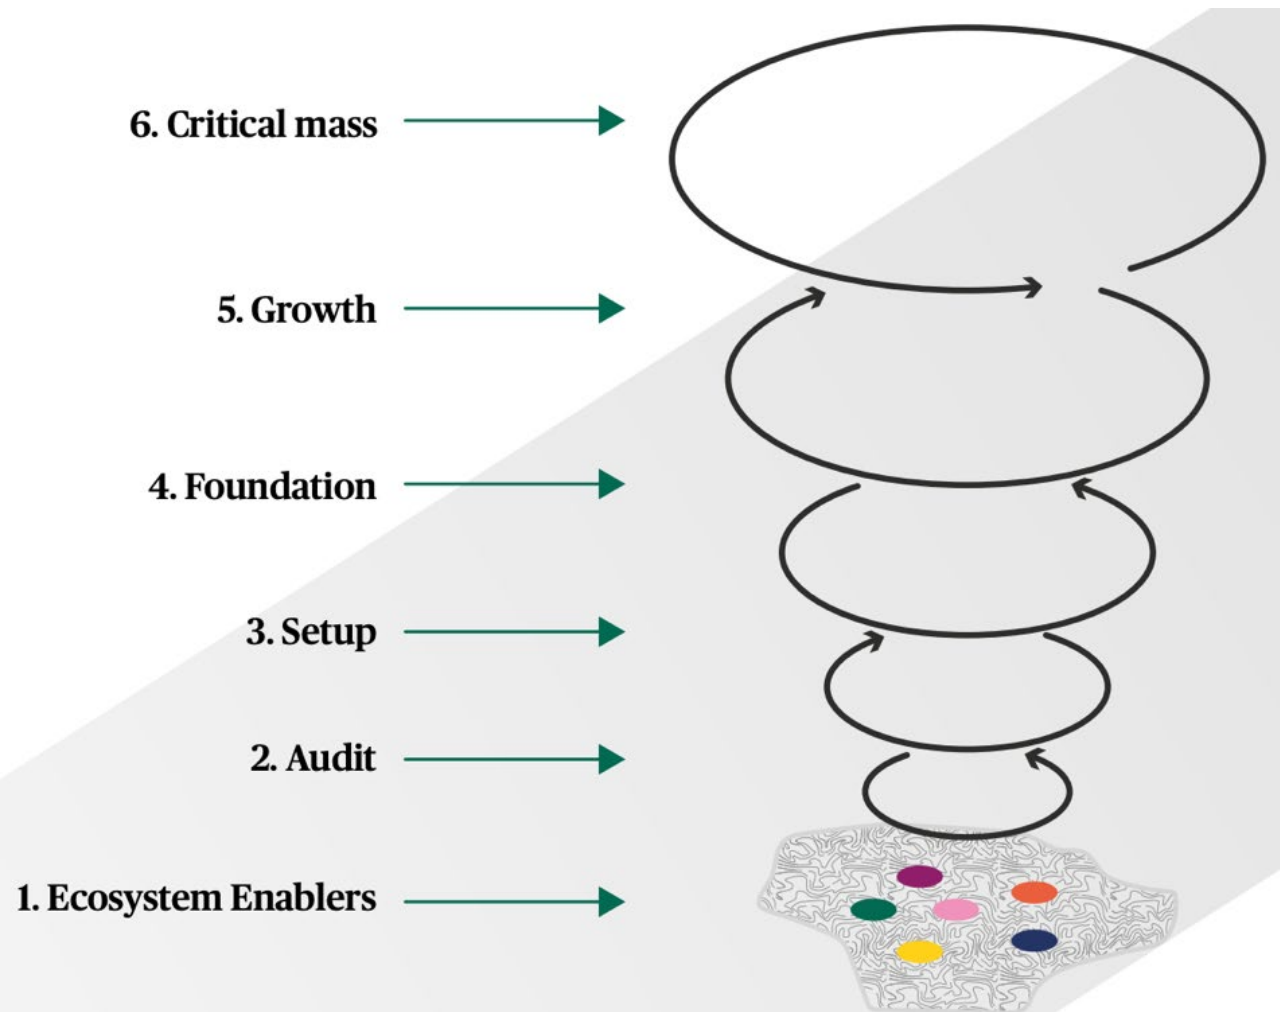 6. Critical mass
5. Growth
4. Foundation
3. Setup
2. Audit
1. Ecosystem Enablers